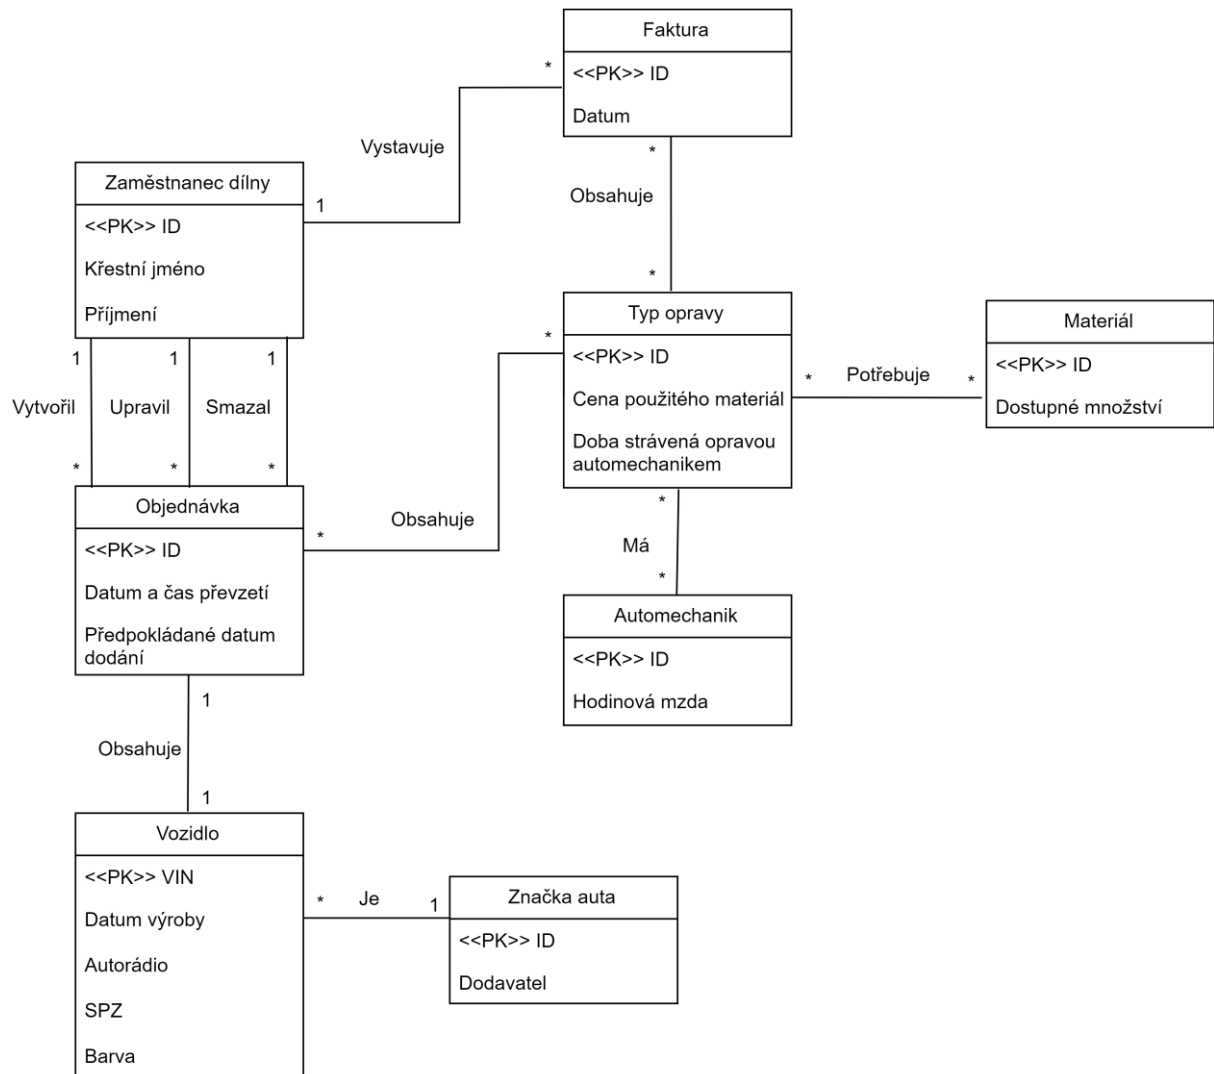 Faktura
<<PK>> ID
Datum
*
1
Vystavuje
Zaměstnanec dílny
<<PK>> ID
Křestní jméno
Příjmení
*
Obsahuje
*
Typ opravy
<<PK>> ID
Cena použitého materiál
Doba strávená opravou
automechanikem
*
Potřebuje
*
Materiál
<<PK>> ID
Dostupné množství
1
1
1
Vytvořil
Upravil
Smazal
*
*
*
Objednávka
<<PK>> ID
Datum a čas převzetí
Předpokládané datum
dodání
*
Obsahuje
*
*
Má
*
Automechanik
<<PK>> ID
Hodinová mzda
1
Obsahuje
1
Vozidlo
<<PK>> VIN
Datum výroby
Autorádio
SPZ
Barva
*
Je
1
Značka auta
<<PK>> ID
Dodavatel